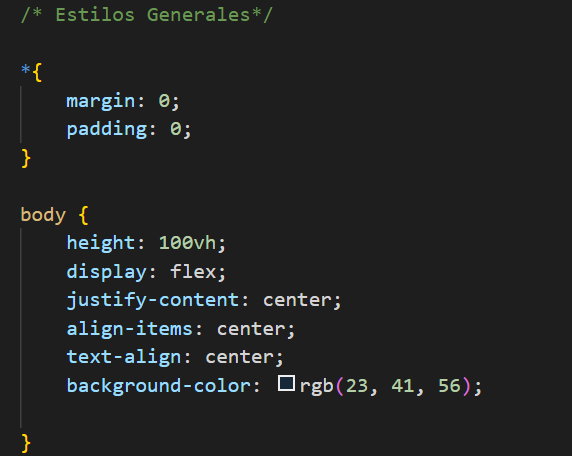 /* Estilos Generales*/
*{
margin: 0;
padding: 0;
}
body {
height: 100vh;
display: flex;
justify-content: center;
align-items: center;
text-align: center;
background-color: rgb(23, 41, 56);
}